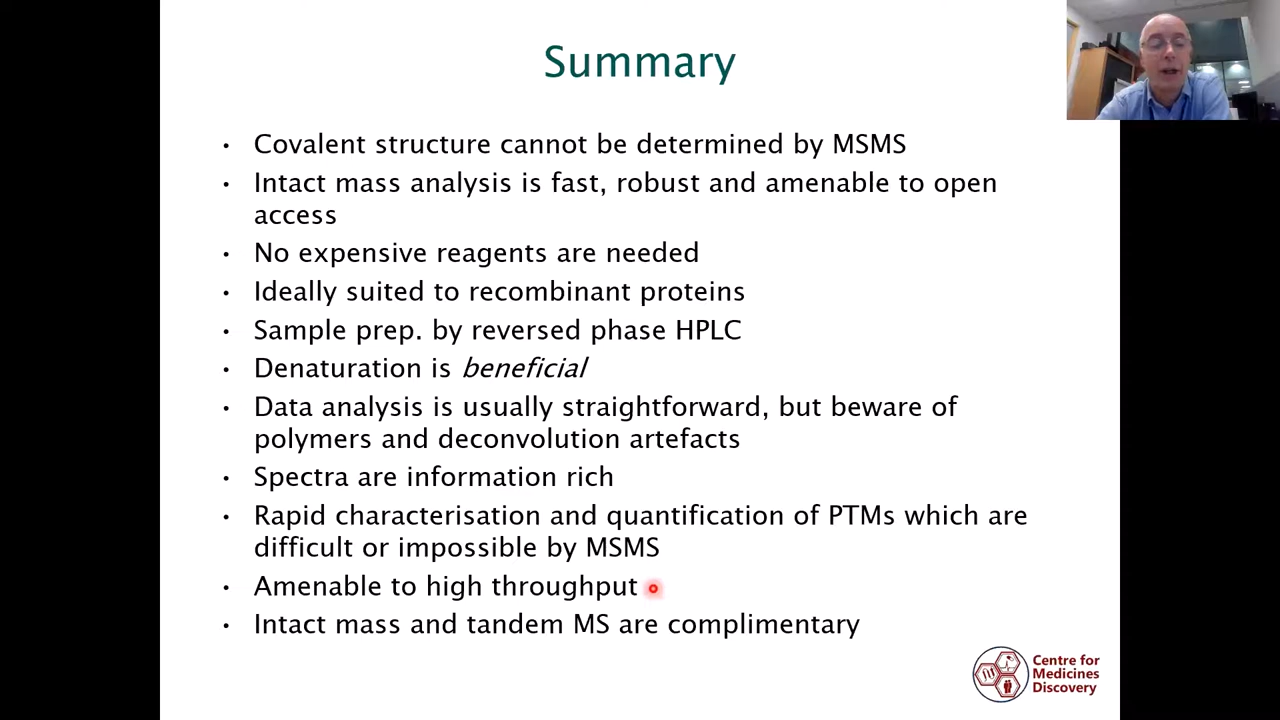 Summary
• Covalent structure cannot be determined by MSMS
• Intact mass analysis is fast, robust and amenable to open
access
• No expensive reagents are needed
• Ideally suited to recombinant proteins
• Sample prep. by reversed phase HPLC
• Denaturation is beneficial
• Data analysis is usually straightforward, but beware of
polymers and deconvolution artefacts
• Spectra are information rich
• Rapid characterisation and quantification of PTMs which are
difficult or impossible by MSMS
• Amenable to high throughput
• Intact mass and tandem MS are complimentary
Centre for
Medicines
Discovery